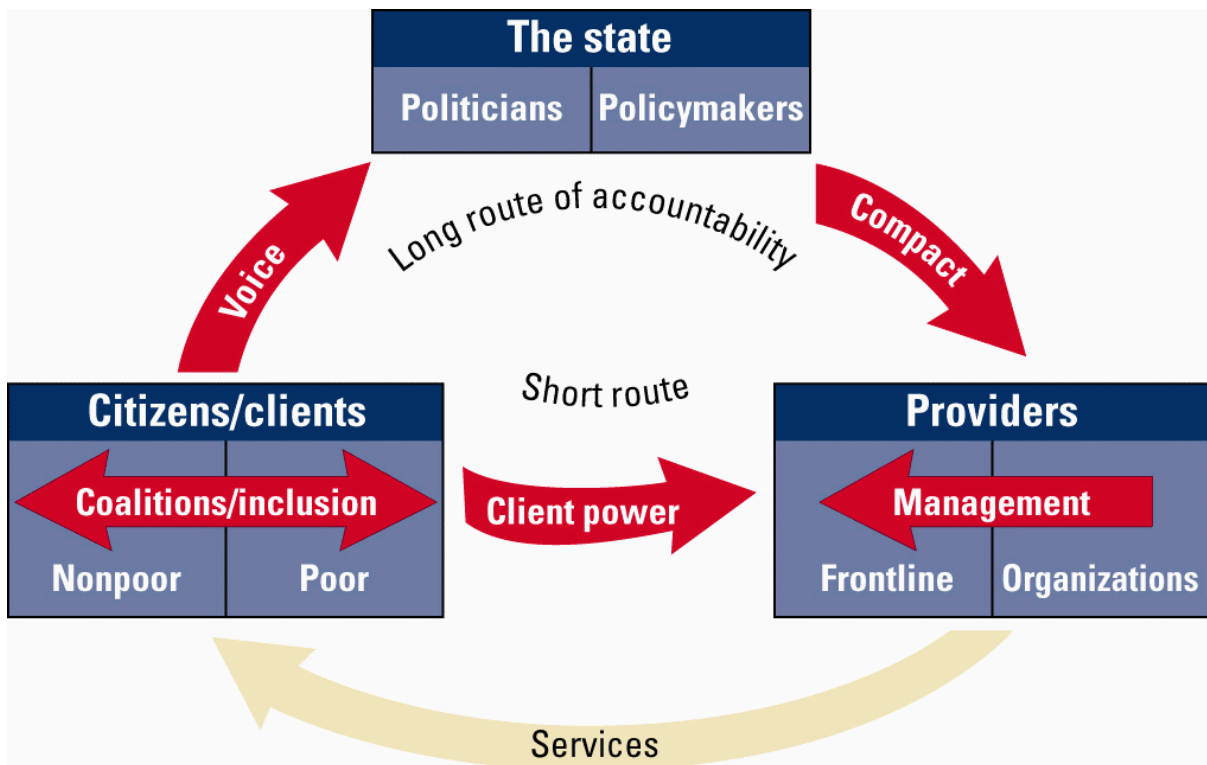 The state
Politicians
Policymakers
Long route of accountability
Voice
Compact
Short route
Citizens/clients
Coalitions/inclusion
Nonpoor
Poor
Client power
Providers
Management
Frontline
Organizations
Services